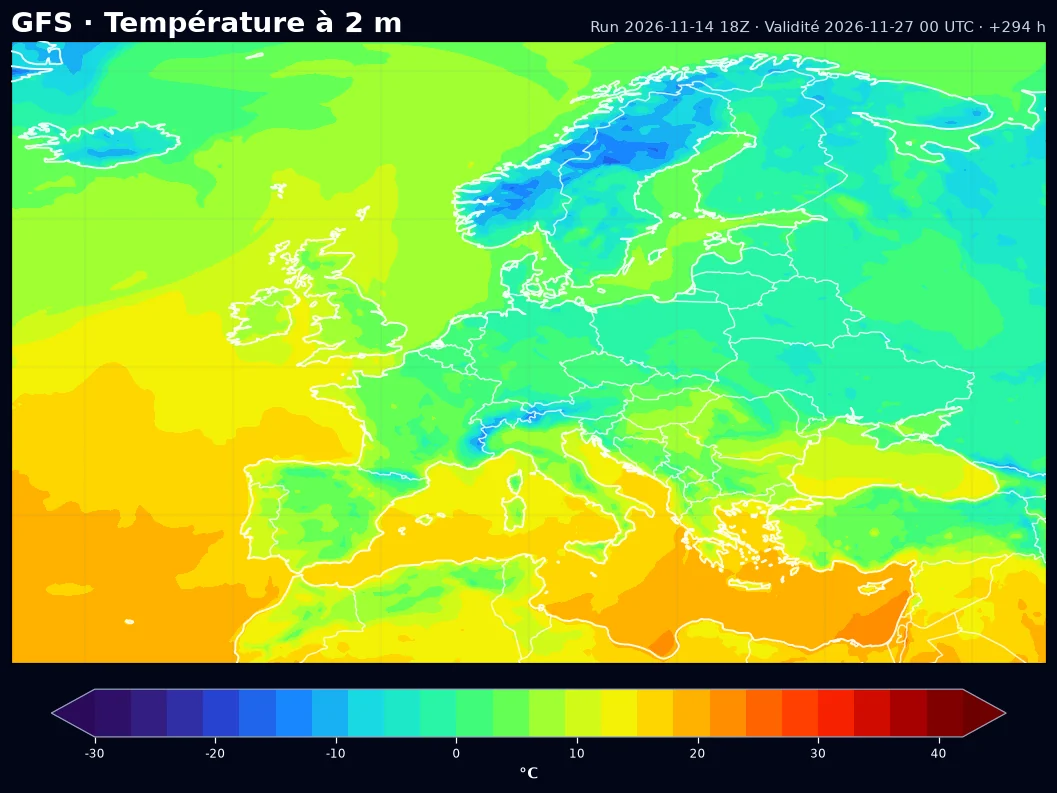 GFS · Température à 2 m
Run 2026-11-14 18Z · Validité 2026-11-27 00 UTC · +294 h
-30 -20 -10 0 10 20 30 40
°C